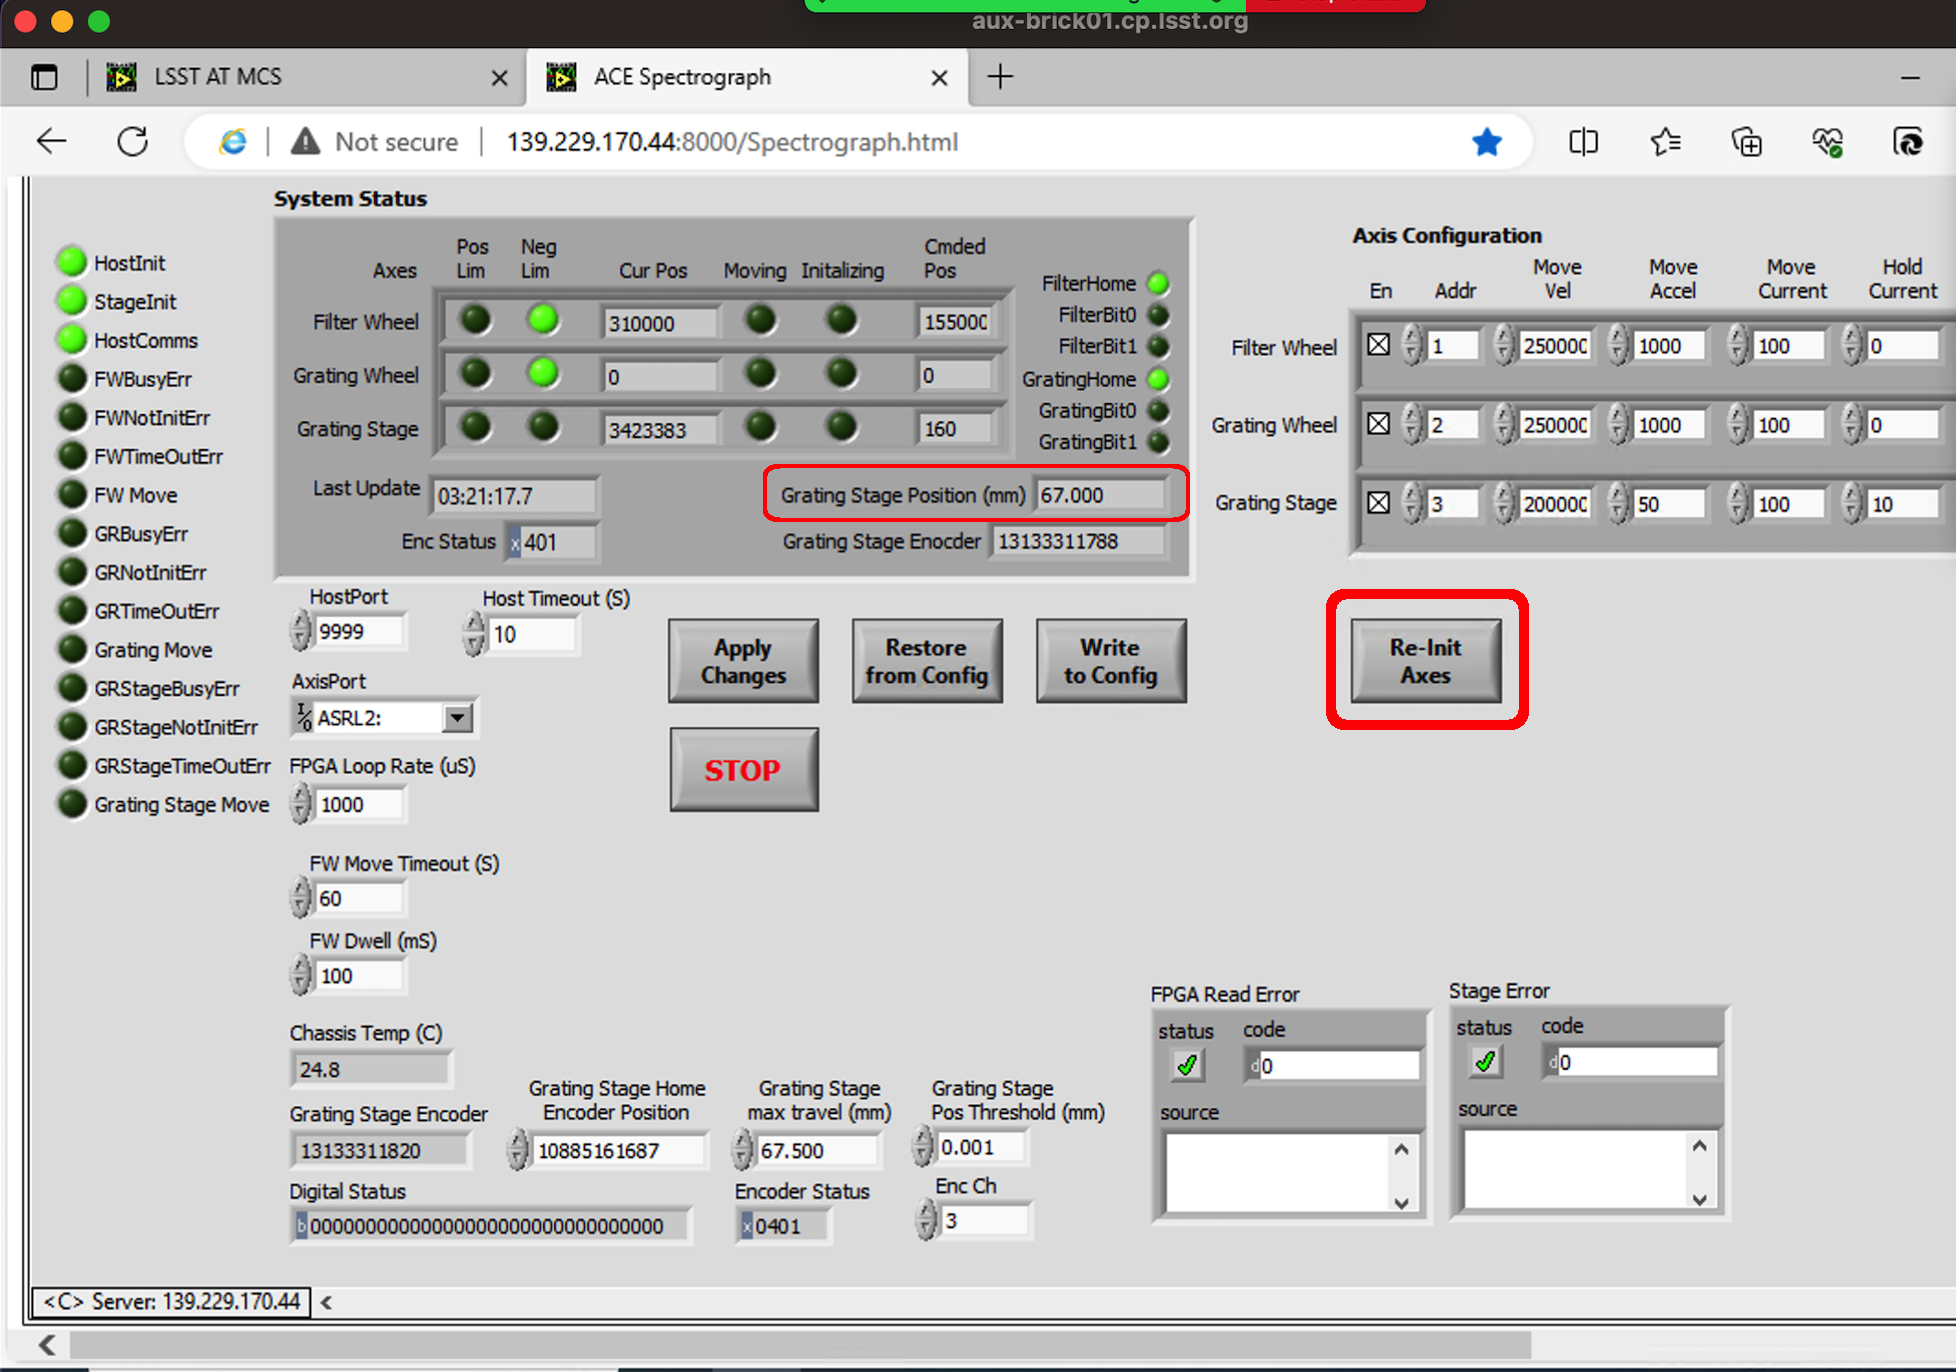 aux-brick01.cp.lsst.org
LSST AT MCS
ACE Spectrograph
Not secure
139.229.170.44:8000/Spectrograph.html
System Status
Axes Pos Lim Neg Lim Cur Pos Moving Initalizing Cmded Pos
Filter Wheel 310000 155000
Grating Wheel 0 0
Grating Stage 3423383 160
FilterHome
FilterBit0
FilterBit1
GratingHome
GratingBit0
GratingBit1
Last Update 03:21:17.7
Grating Stage Position (mm) 67.000
Enc Status x 401
Grating Stage Enocder 13133311788
HostInit
StageInit
HostComms
FWBusyErr
FWNotInitErr
FWTimeOutErr
FW Move
GRBusyErr
GRNotInitErr
GRTimeOutErr
Grating Move
GRStageBusyErr
GRStageNotInitErr
GRStageTimeOutErr
Grating Stage Move
Axis Configuration
En Addr Move Vel Move Accel Move Current Hold Current
Filter Wheel 1 250000 1000 100 0
Grating Wheel 2 250000 1000 100 0
Grating Stage 3 200000 50 100 10
HostPort
9999
Host Timeout (S)
10
AxisPort
I/O ASRL2:
FPGA Loop Rate (uS)
1000
Apply
Changes
Restore
from Config
Write
to Config
Re-Init
Axes
STOP
FW Move Timeout (S)
60
FW Dwell (mS)
100
Chassis Temp (C)
24.8
Grating Stage Encoder
13133311820
Grating Stage Home
Encoder Position
10885161687
Grating Stage
max travel (mm)
67.500
Grating Stage
Pos Threshold (mm)
0.001
Digital Status
b 00000000000000000000000000000000
Encoder Status
x 0401
Enc Ch
3
FPGA Read Error
status code
d 0
source
Stage Error
status code
d 0
source
<C> Server: 139.229.170.44